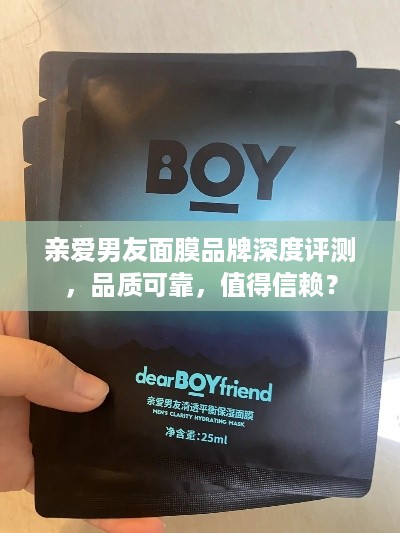 BOY
亲爱男友面膜品牌深度评测
，品质可靠，值得信赖？
dearBOYfriend
亲爱男友清透平衡保湿面膜
MEN'S CLARITY HYDRATING MASK
净含量:25ml